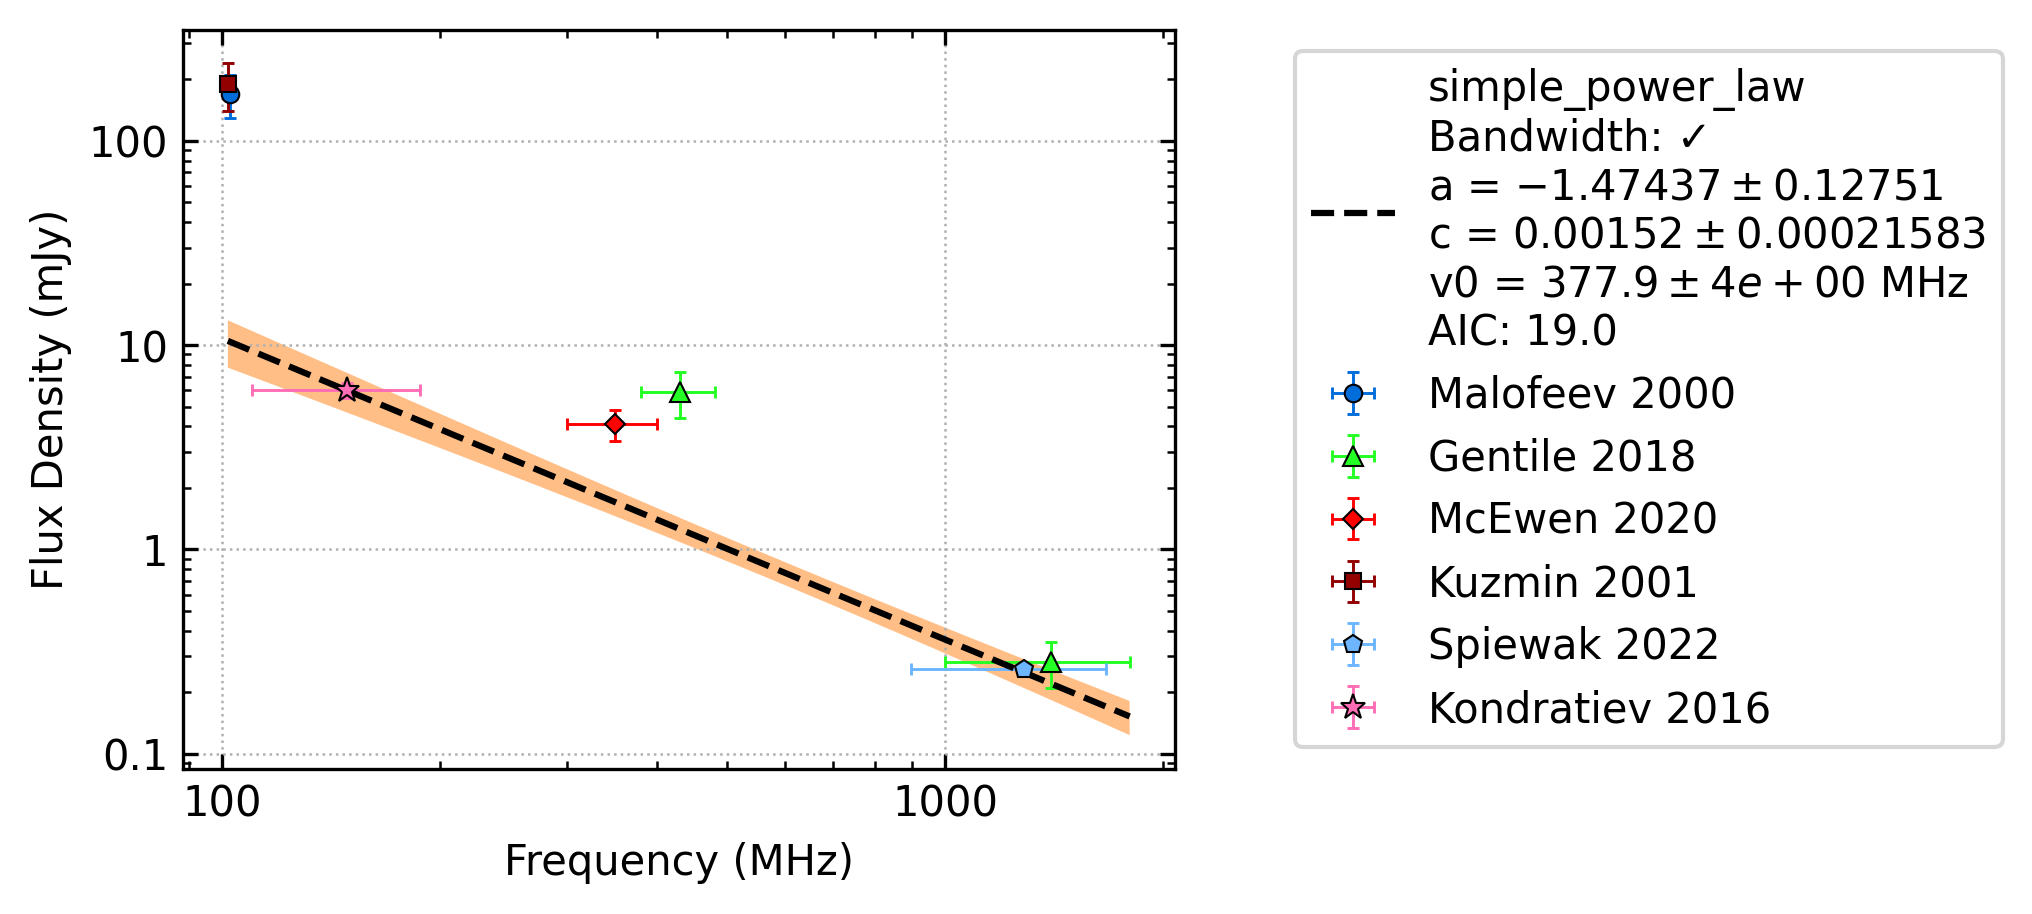 100
10
1
0.1
Flux Density (mJy)
100
1000
Frequency (MHz)
simple_power_law
Bandwidth: ✓
a = −1.47437 ± 0.12751
c = 0.00152 ± 0.00021583
v0 = 377.9 ± 4e + 00 MHz
AIC: 19.0
Malofeev 2000
Gentile 2018
McEwen 2020
Kuzmin 2001
Spiewak 2022
Kondratiev 2016